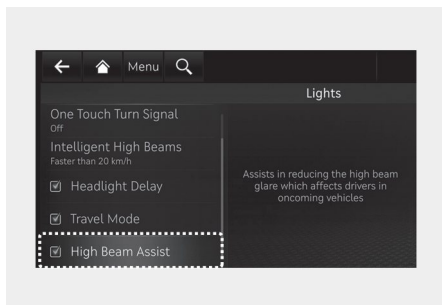 Menu
Lights
One Touch Turn Signal
Off
Intelligent High Beams
Faster than 20 km/h
Headlight Delay
Travel Mode
High Beam Assist
Assists in reducing the high beam
glare which affects drivers in
oncoming vehicles